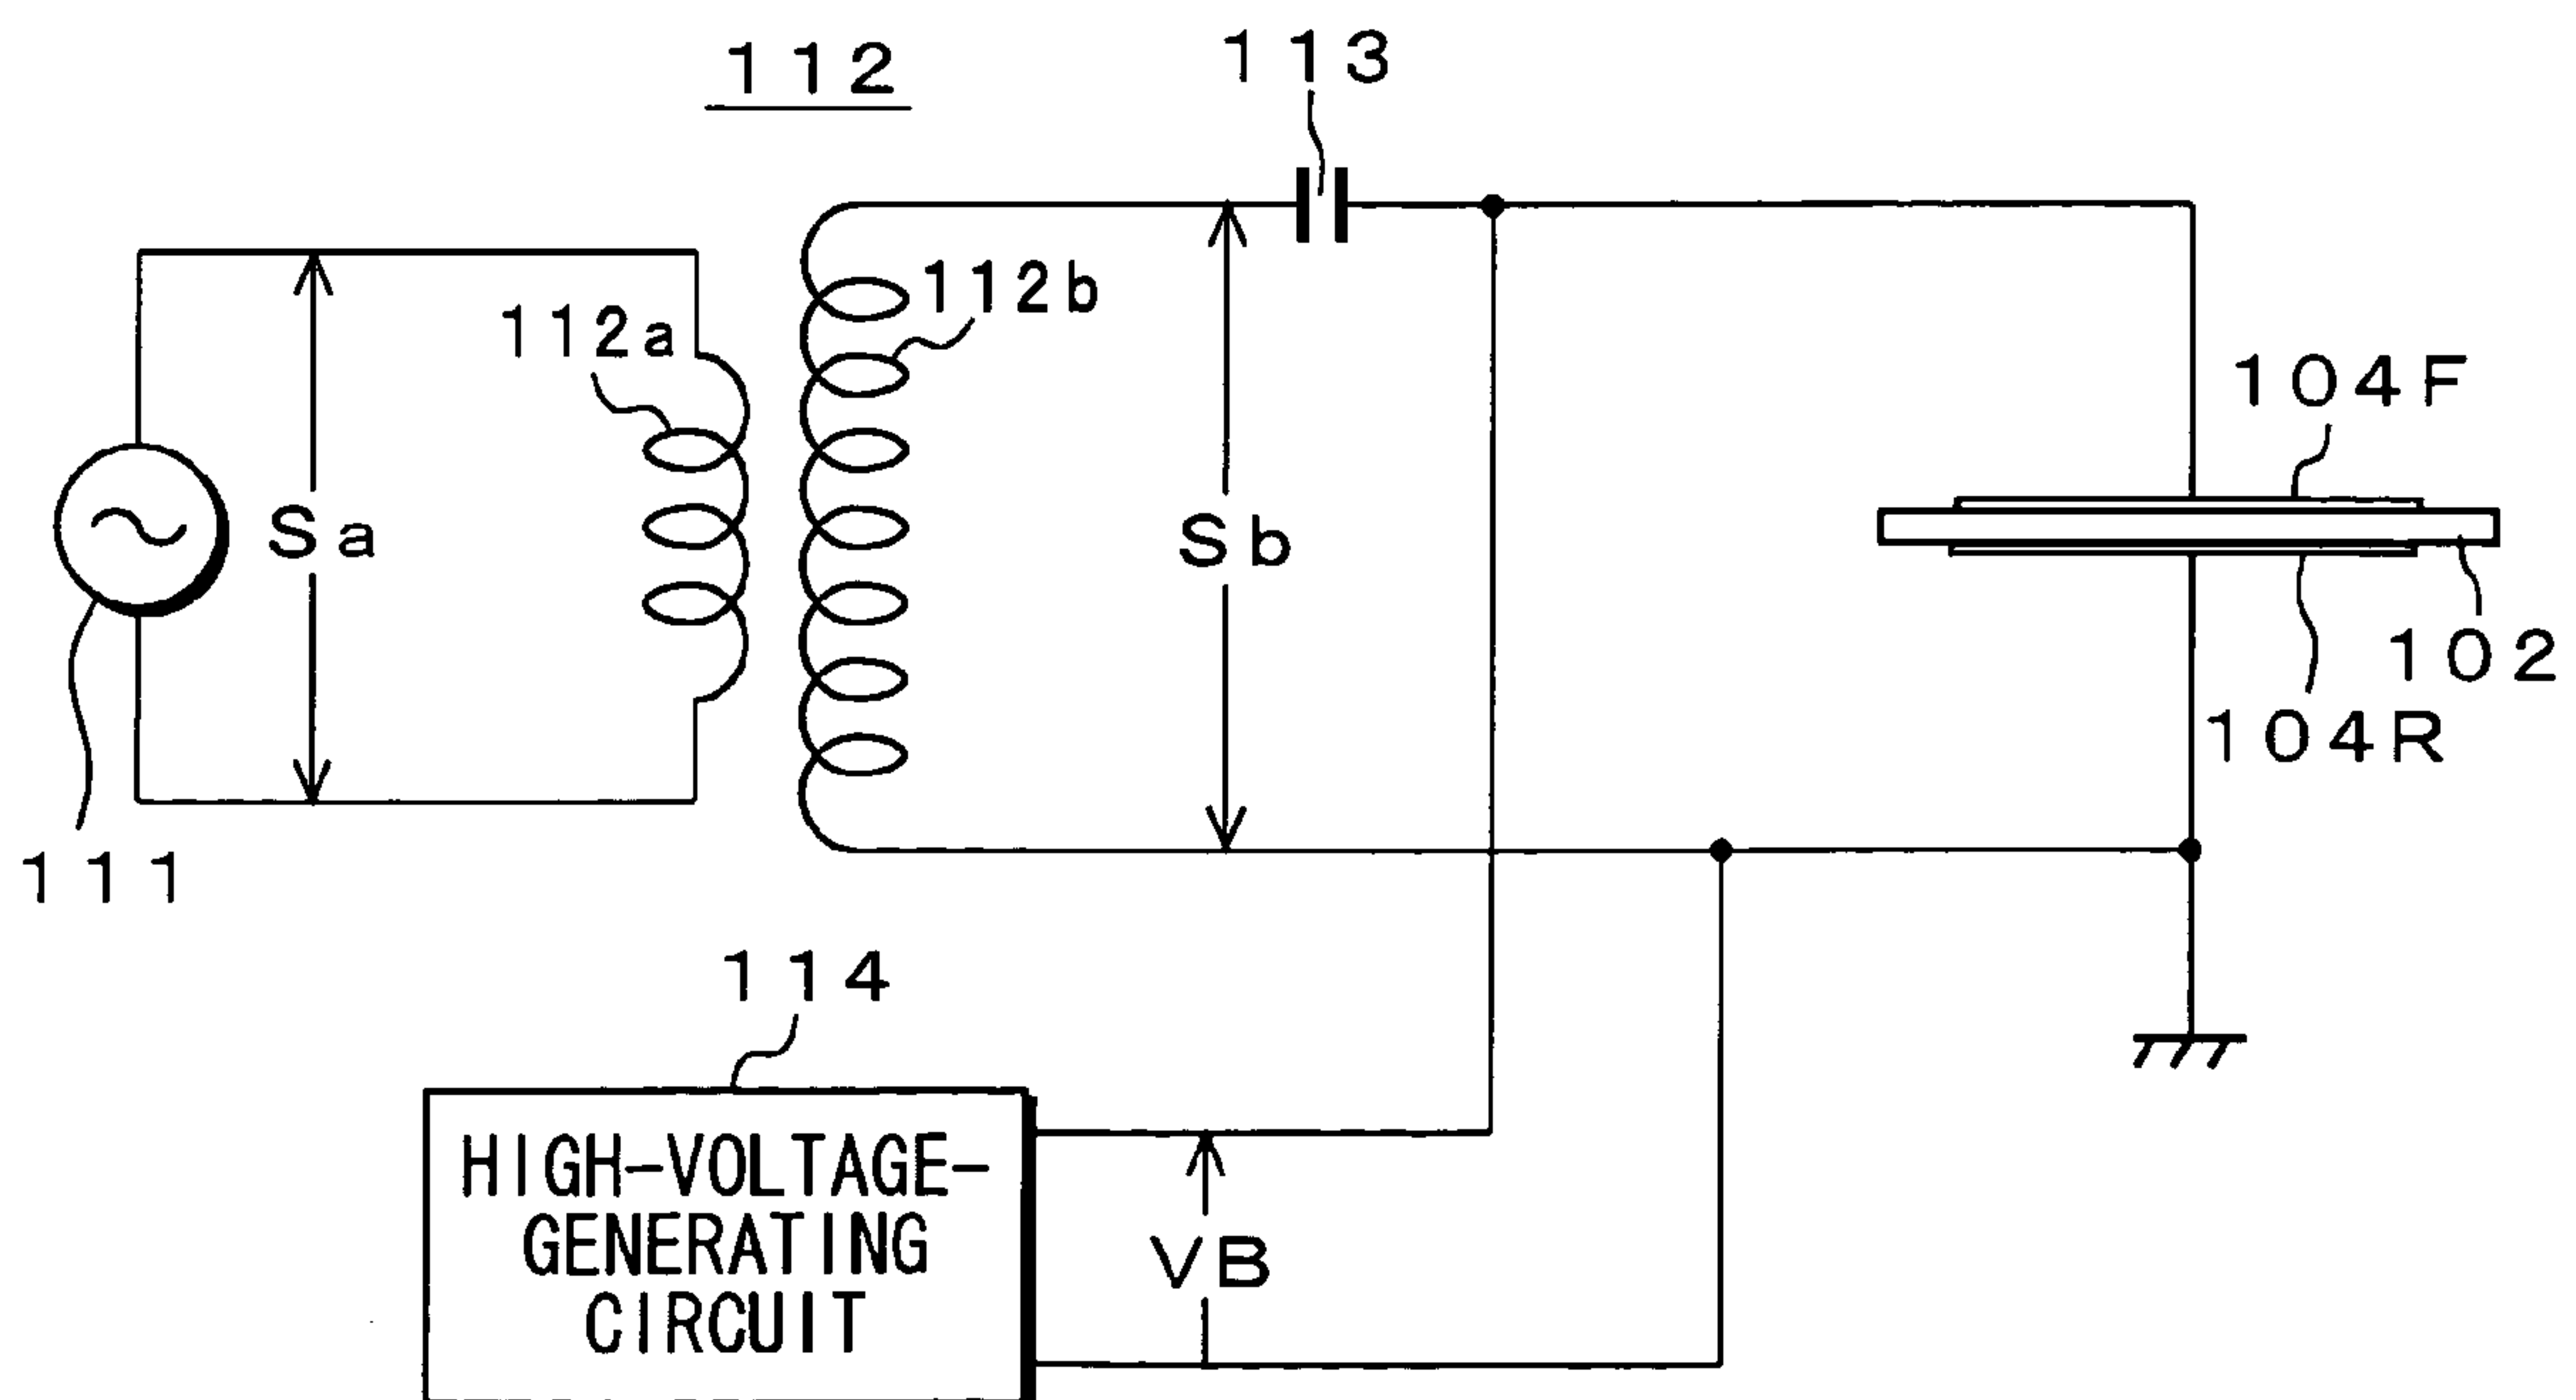 112
113
112a
112b
104F
Sa
Sb
102
104R
111
114
HIGH-VOLTAGE-
GENERATING
CIRCUIT
VB